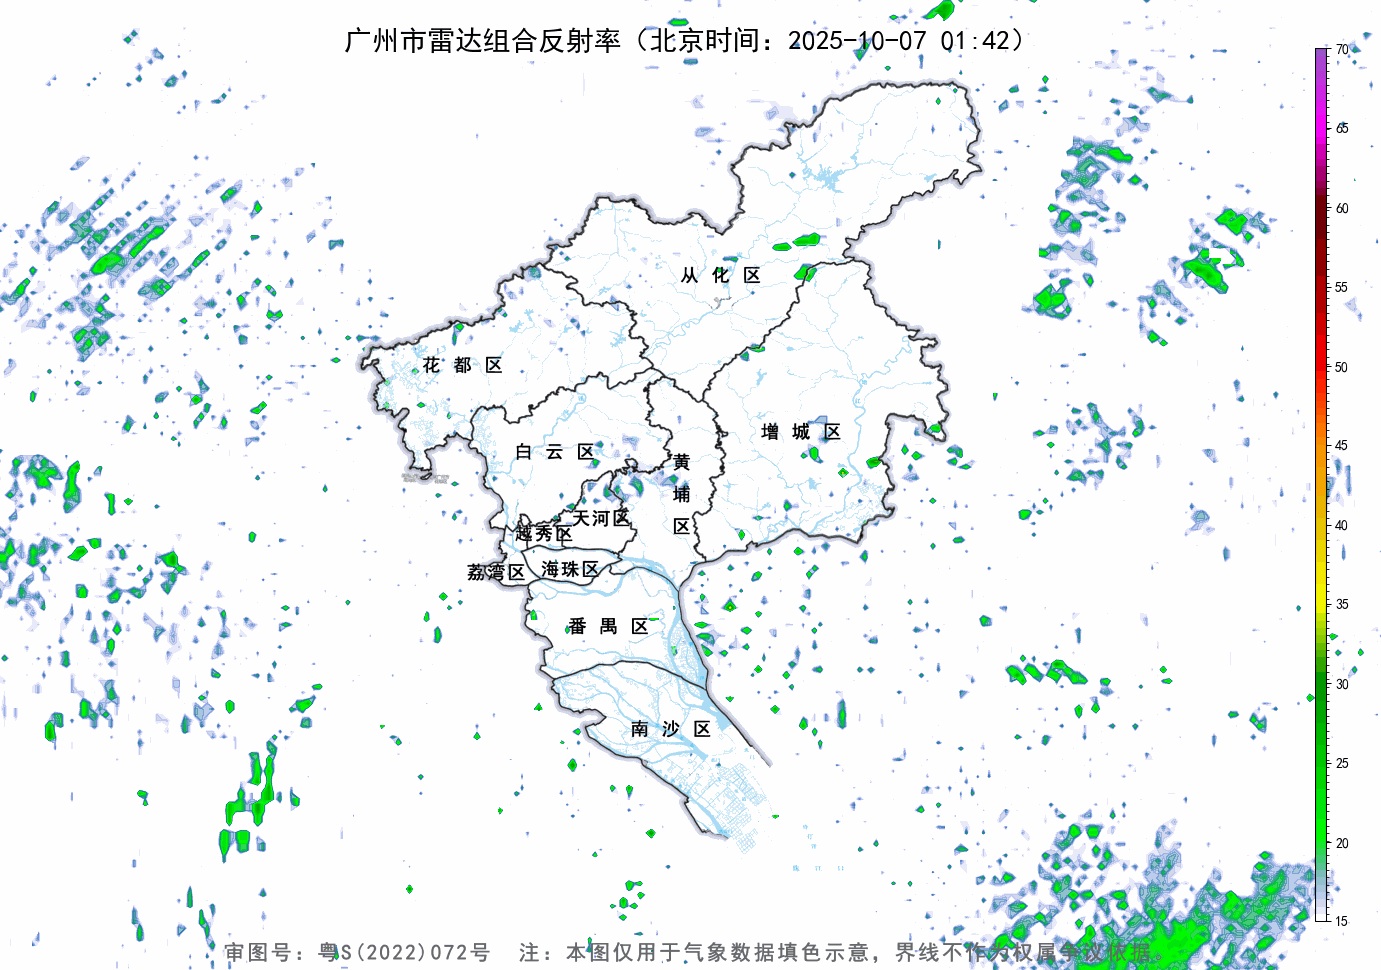 广州市雷达组合反射率（北京时间：2025-10-07 01:42）
70
65
60
55
50
45
40
35
30
25
20
15
从化区
花都区
增城区
白云区
黄埔区
天河区
越秀区
海珠区
荔湾区
番禺区
南沙区
审图号：粤S(2022)072号 注：本图仅用于气象数据填色示意，界线不作为权属争议依据。